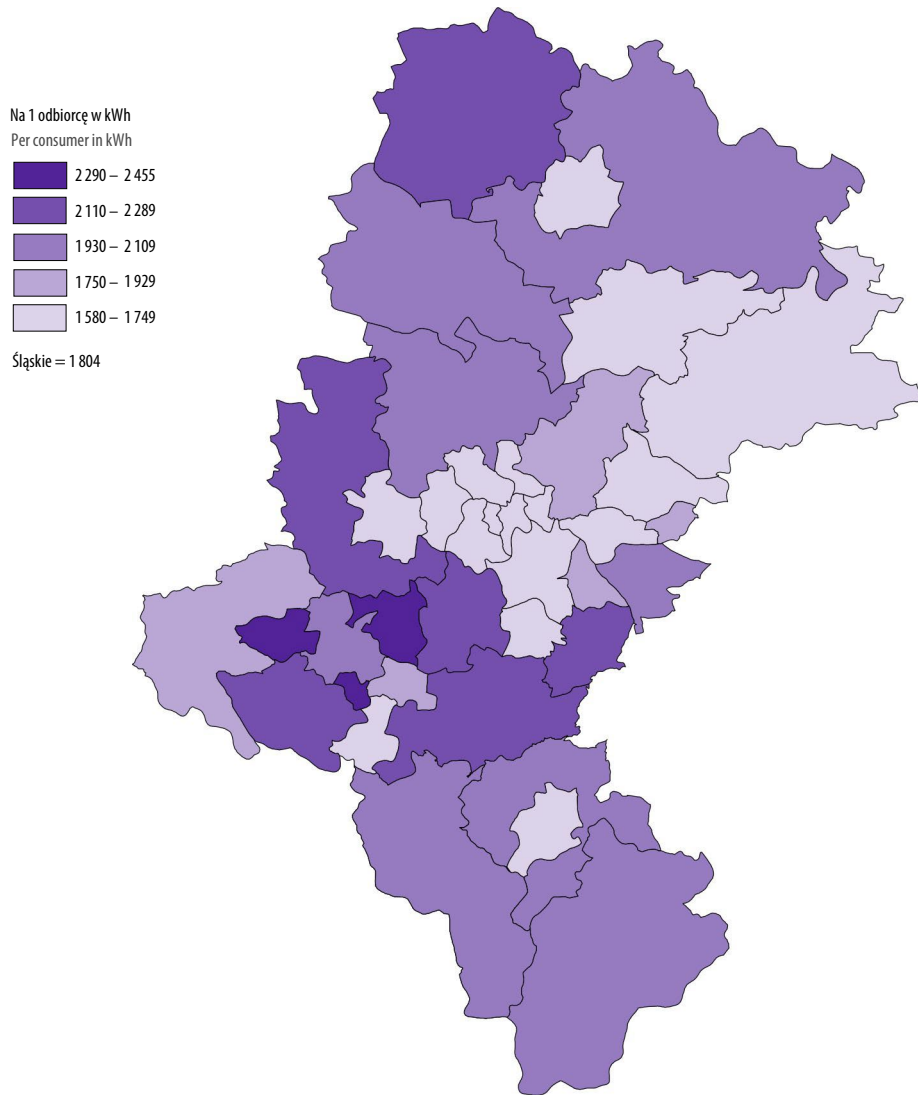 Na 1 odbiorcę w kWh
Per consumer in kWh
2 290 – 2 455
2 110 – 2 289
1 930 – 2 109
1 750 – 1 929
1 580 – 1 749
Śląskie = 1 804